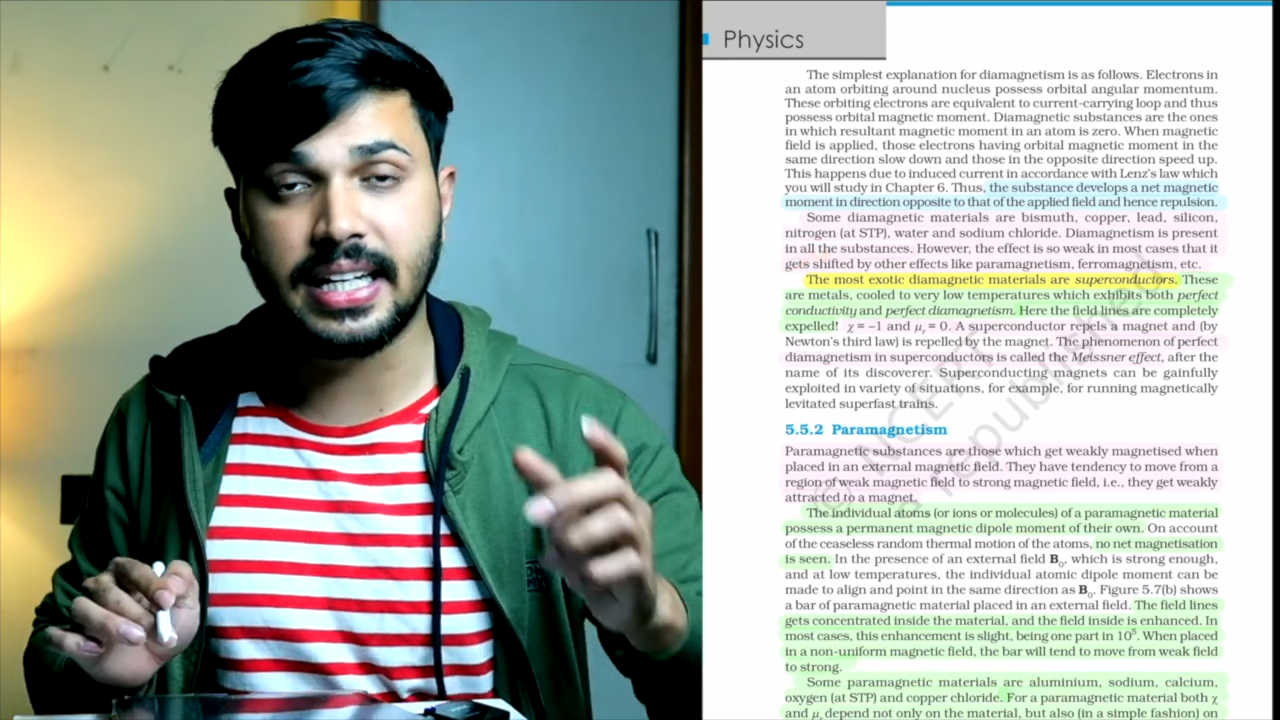 Physics
The simplest explanation for diamagnetism is as follows. Electrons in
an atom orbiting around nucleus possess orbital angular momentum.
These orbiting electrons are equivalent to current-carrying loop and thus
possess orbital magnetic moment. Diamagnetic substances are the ones
in which resultant magnetic moment in an atom is zero. When magnetic
field is applied, those electrons having orbital magnetic moment in the
same direction slow down and those in the opposite direction speed up.
This happens due to induced current in accordance with Lenz's law which
you will study in Chapter 6. Thus, the substance develops a net magnetic
moment in direction opposite to that of the applied field and hence repulsion.
Some diamagnetic materials are bismuth, copper, lead, silicon,
nitrogen (at STP), water and sodium chloride. Diamagnetism is present
in all the substances. However, the effect is so weak in most cases that it
gets shifted by other effects like paramagnetism, ferromagnetism, etc.
The most exotic diamagnetic materials are superconductors. These
are metals, cooled to very low temperatures which exhibits both perfect
conductivity and perfect diamagnetism. Here the field lines are completely
expelled! χ = −1 and μr = 0. A superconductor repels a magnet and (by
Newton's third law) is repelled by the magnet. The phenomenon of perfect
diamagnetism in superconductors is called the Meissner effect, after the
name of its discoverer. Superconducting magnets can be gainfully
exploited in variety of situations, for example, for running magnetically
levitated superfast trains.
5.5.2 Paramagnetism
Paramagnetic substances are those which get weakly magnetised when
placed in an external magnetic field. They have tendency to move from a
region of weak magnetic field to strong magnetic field, i.e., they get weakly
attracted to a magnet.
The individual atoms (or ions or molecules) of a paramagnetic material
possess a permanent magnetic dipole moment of their own. On account
of the ceaseless random thermal motion of the atoms, no net magnetisation
is seen. In the presence of an external field B0, which is strong enough,
and at low temperatures, the individual atomic dipole moment can be
made to align and point in the same direction as B0. Figure 5.7(b) shows
a bar of paramagnetic material placed in an external field. The field lines
gets concentrated inside the material, and the field inside is enhanced. In
most cases, this enhancement is slight, being one part in 10⁵. When placed
in a non-uniform magnetic field, the bar will tend to move from weak field
to strong.
Some paramagnetic materials are aluminium, sodium, calcium,
oxygen (at STP) and copper chloride. For a paramagnetic material both χ
and μr depend not only on the material, but also (in a simple fashion) on